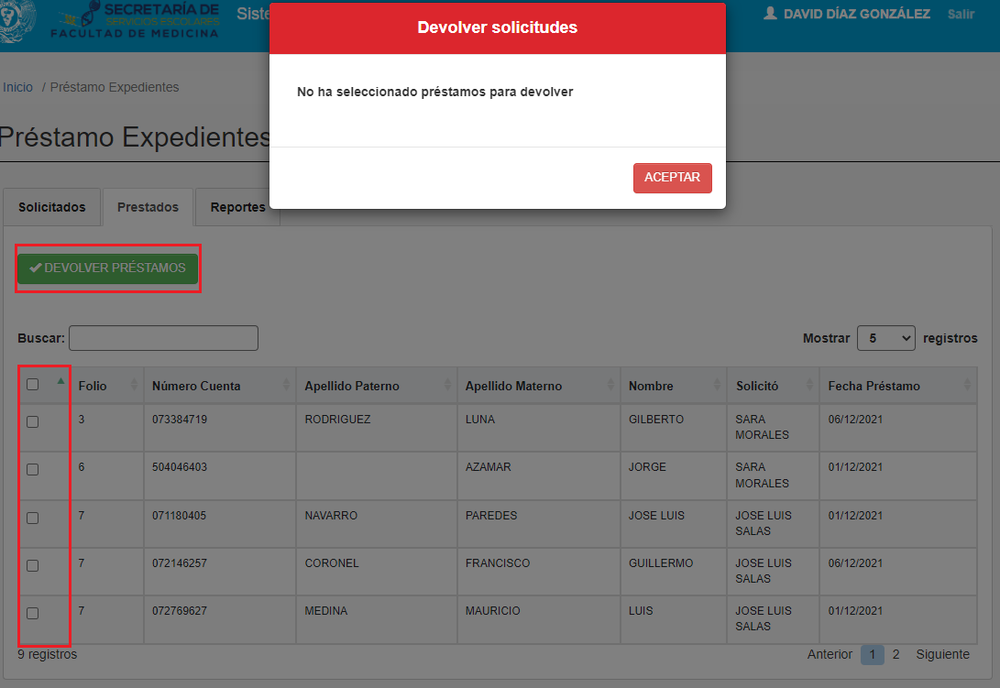 SECRETARÍA DE
SERVICIOS ESCOLARES
FACULTAD DE MEDICINA
Siste
DAVID DÍAZ GONZÁLEZ Salir
Devolver solicitudes
No ha seleccionado préstamos para devolver
ACEPTAR
Inicio / Préstamo Expedientes
Préstamo Expedientes
Solicitados Prestados Reportes
DEVOLVER PRÉSTAMOS
Buscar: Mostrar 5 registros
Folio Número Cuenta Apellido Paterno Apellido Materno Nombre Solicitó Fecha Préstamo
3 073384719 RODRIGUEZ LUNA GILBERTO SARA MORALES 06/12/2021
6 504046403 AZAMAR JORGE SARA MORALES 01/12/2021
7 071180405 NAVARRO PAREDES JOSE LUIS JOSE LUIS SALAS 01/12/2021
7 072146257 CORONEL FRANCISCO GUILLERMO JOSE LUIS SALAS 06/12/2021
7 072769627 MEDINA MAURICIO LUIS JOSE LUIS SALAS 01/12/2021
9 registros Anterior 1 2 Siguiente